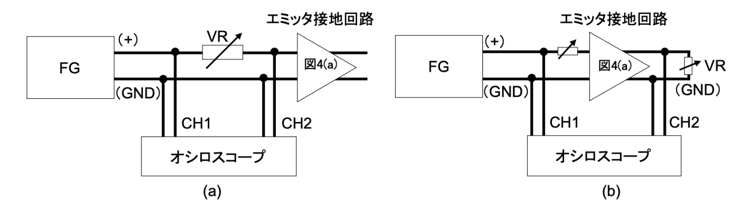 エミッタ接地回路
(+)
VR
FG
図4(a)
(GND)
CH1
CH2
オシロスコープ
(a)
エミッタ接地回路
(+)
FG
図4(a)
VR
(GND)
(GND)
CH1
CH2
オシロスコープ
(b)